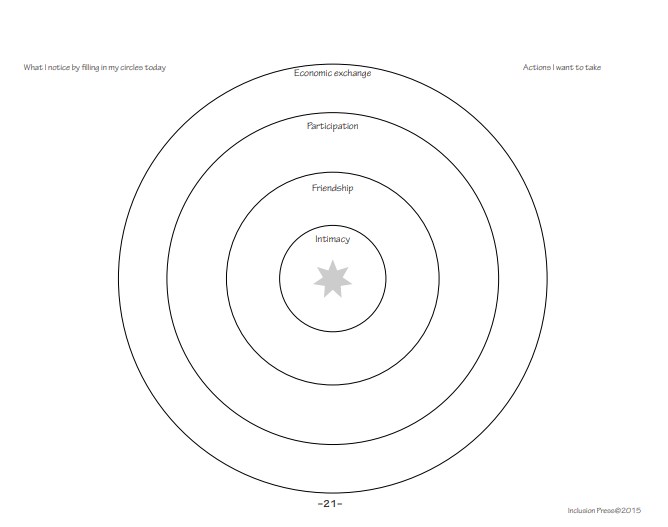 What I notice by filling in my circles today
Actions I want to take
Economic exchange
Participation
Friendship
Intimacy
–21–
Inclusion Press©2015